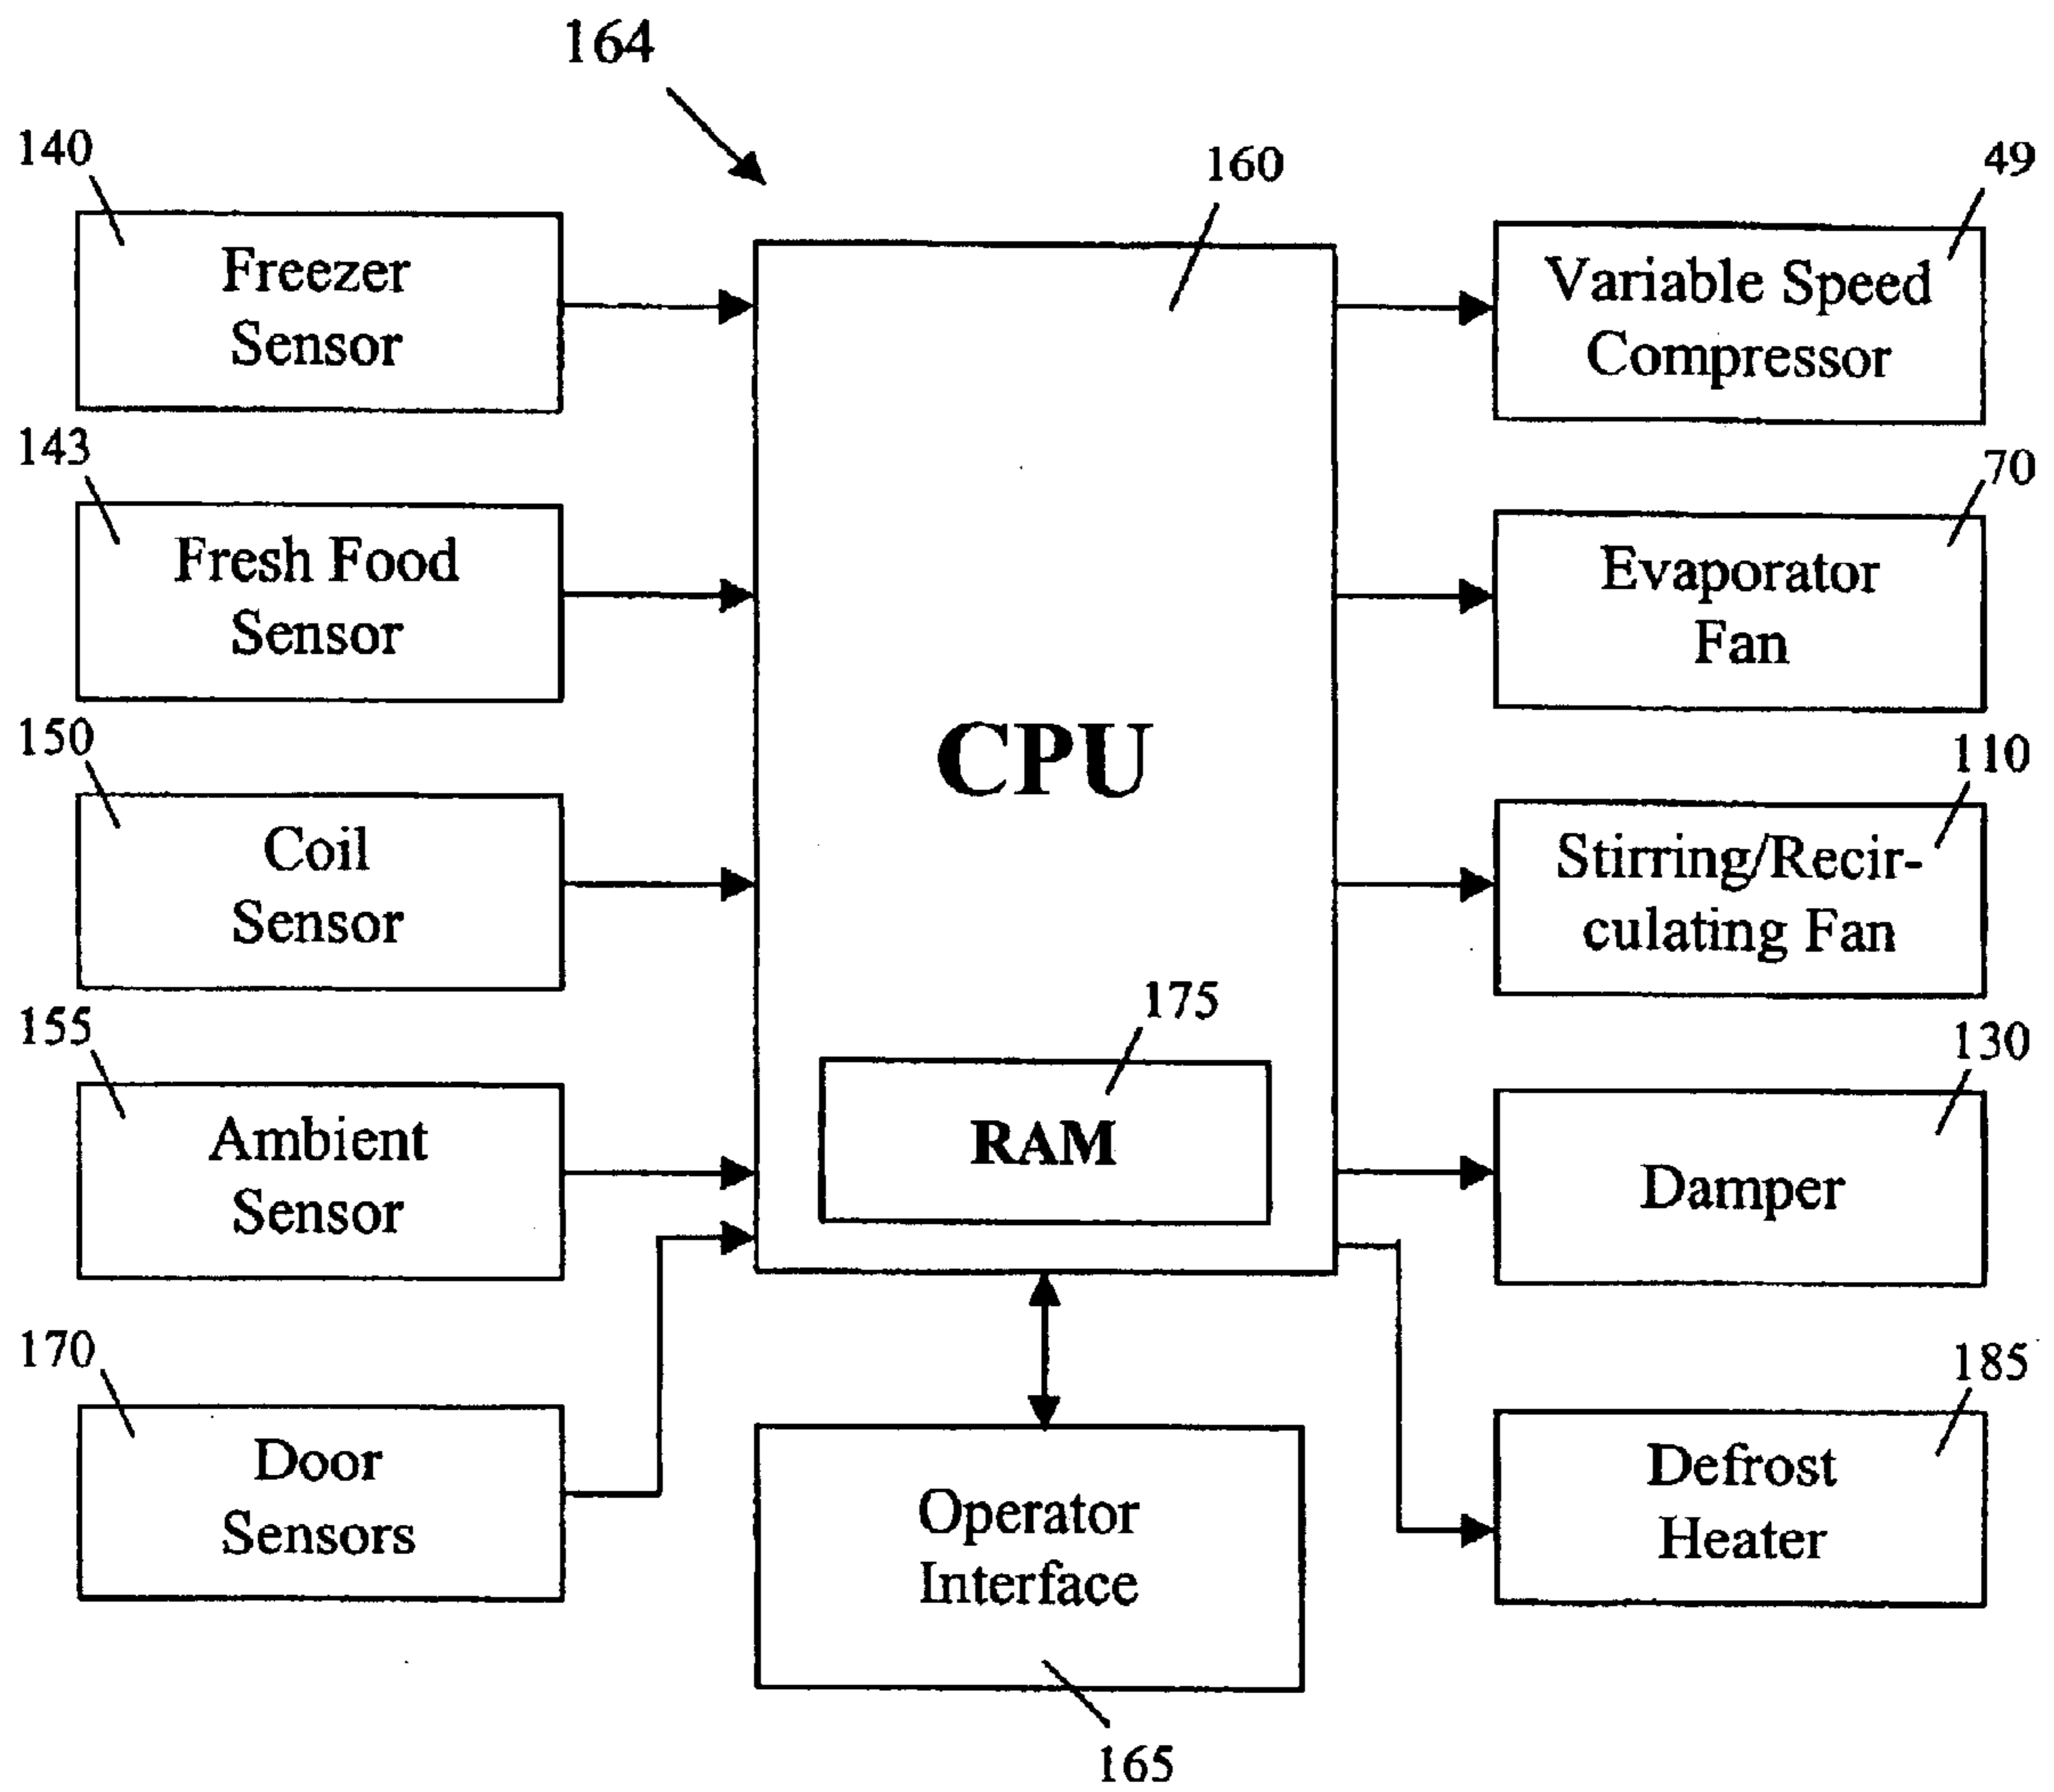 164
140
Freezer
Sensor
143
Fresh Food
Sensor
150
Coil
Sensor
155
Ambient
Sensor
170
Door
Sensors
160
CPU
175
RAM
Operator
Interface
165
49
Variable Speed
Compressor
70
Evaporator
Fan
110
Stirring/Recir-
culating Fan
130
Damper
185
Defrost
Heater